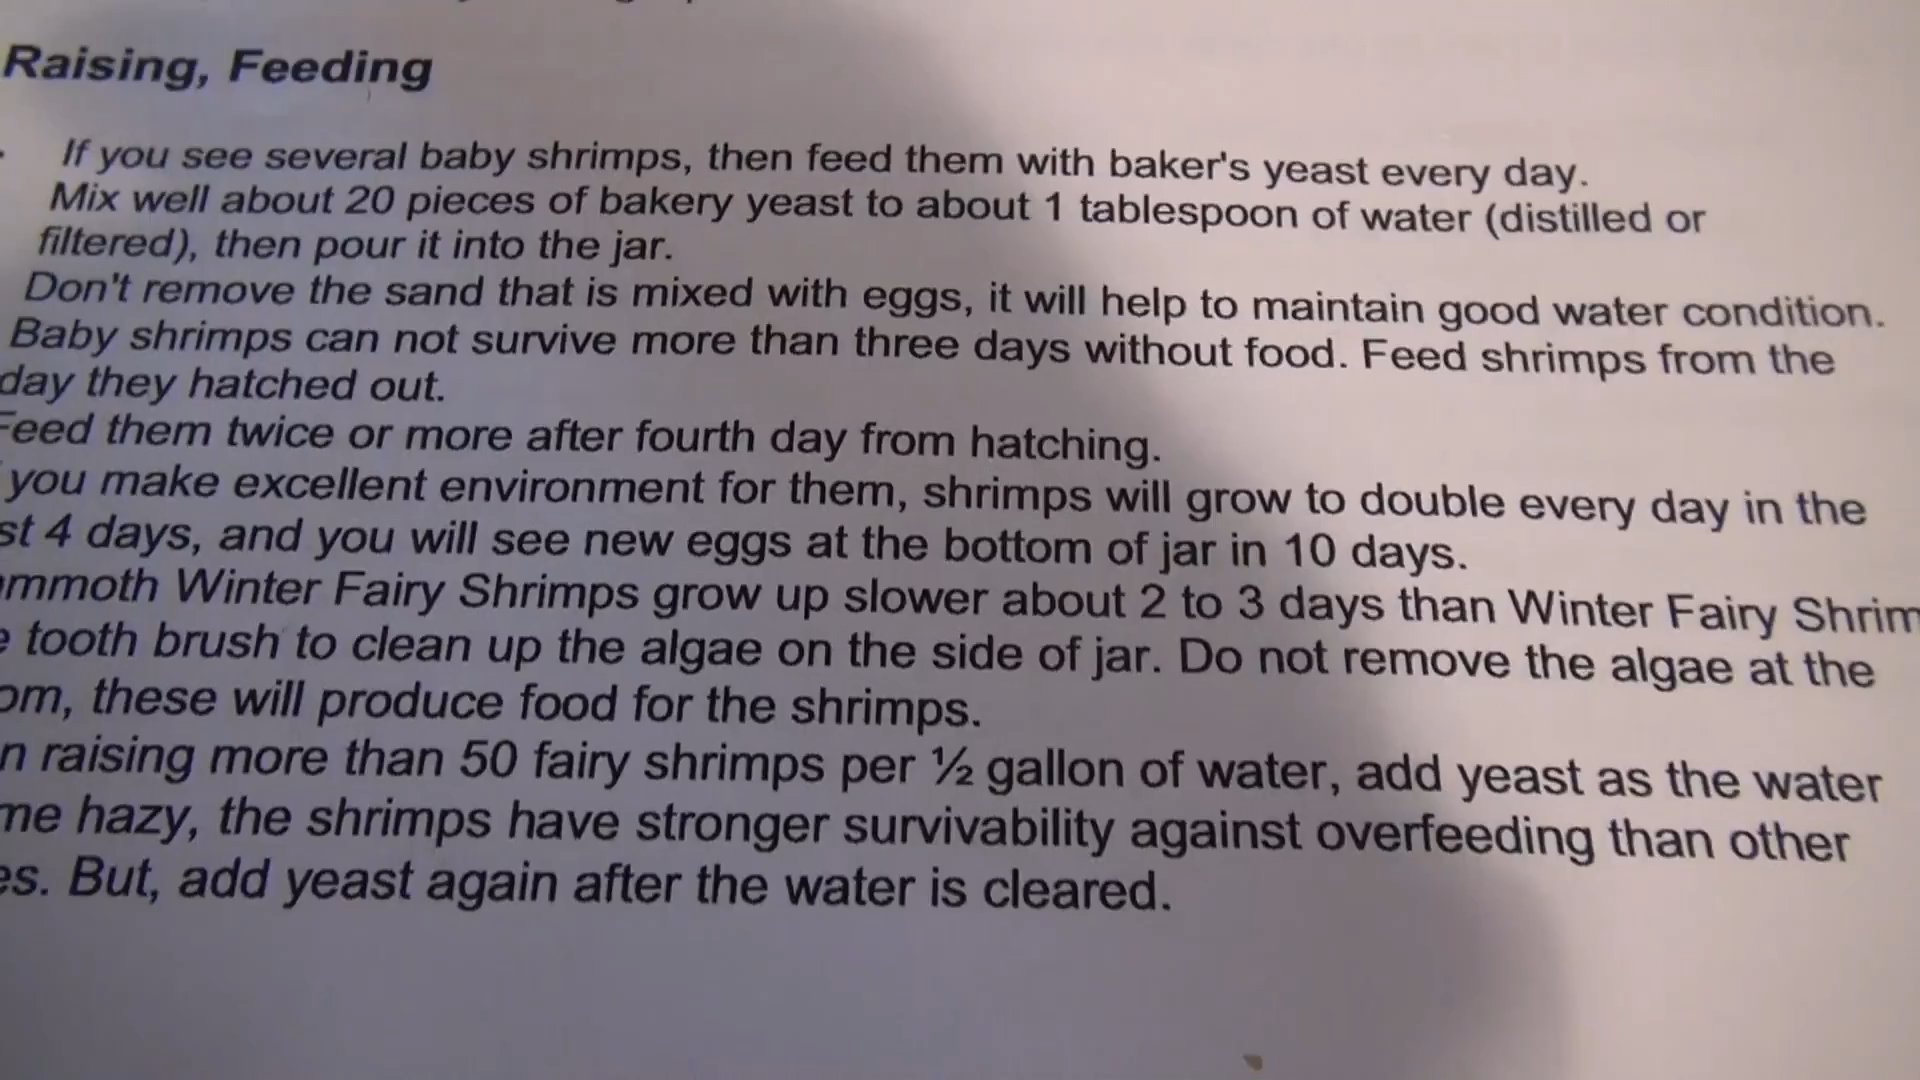 Raising, Feeding
If you see several baby shrimps, then feed them with baker's yeast every day.
Mix well about 20 pieces of bakery yeast to about 1 tablespoon of water (distilled or
filtered), then pour it into the jar.
Don't remove the sand that is mixed with eggs, it will help to maintain good water condition.
Baby shrimps can not survive more than three days without food. Feed shrimps from the
day they hatched out.
Feed them twice or more after fourth day from hatching.
you make excellent environment for them, shrimps will grow to double every day in the
st 4 days, and you will see new eggs at the bottom of jar in 10 days.
mmoth Winter Fairy Shrimps grow up slower about 2 to 3 days than Winter Fairy Shrim
e tooth brush to clean up the algae on the side of jar. Do not remove the algae at the
om, these will produce food for the shrimps.
n raising more than 50 fairy shrimps per ½ gallon of water, add yeast as the water
me hazy, the shrimps have stronger survivability against overfeeding than other
es. But, add yeast again after the water is cleared.